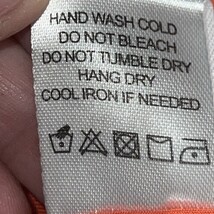 HAND WASH COLD
DO NOT BLEACH
DO NOT TUMBLE DRY
HANG DRY
COOL IRON IF NEEDED